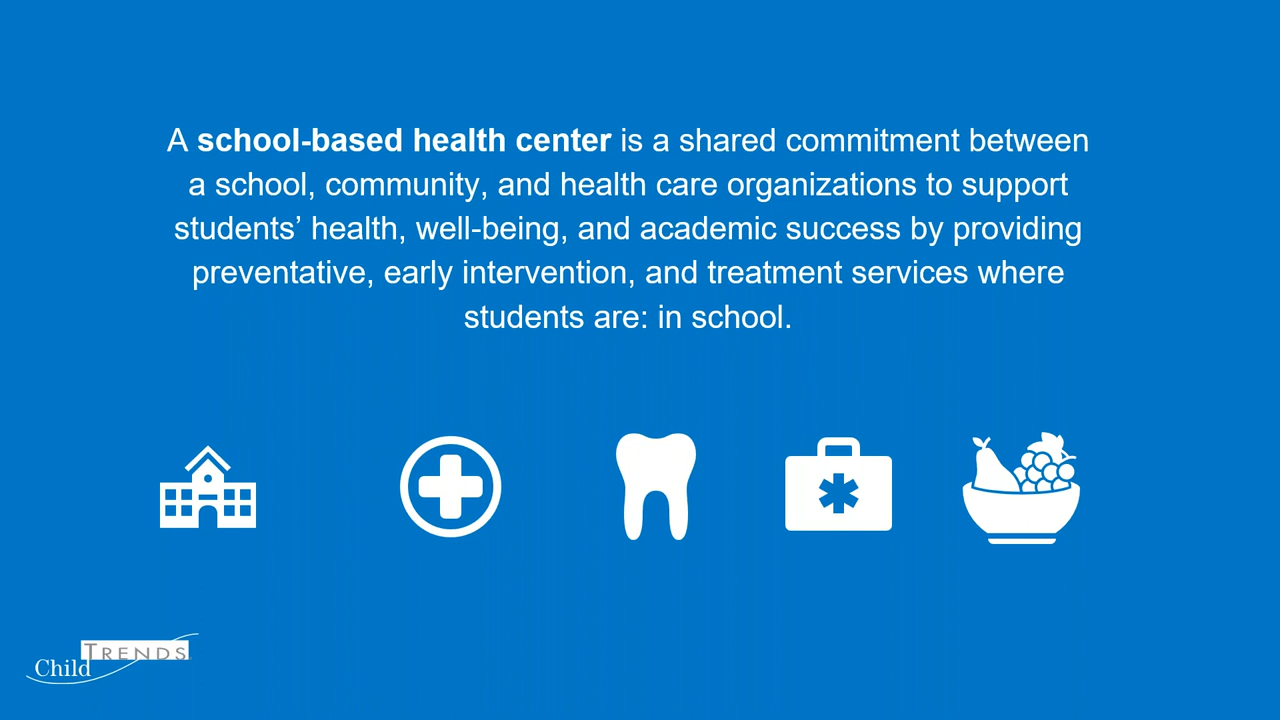 A school-based health center is a shared commitment between
a school, community, and health care organizations to support
students’ health, well-being, and academic success by providing
preventative, early intervention, and treatment services where
students are: in school.
Child TRENDS